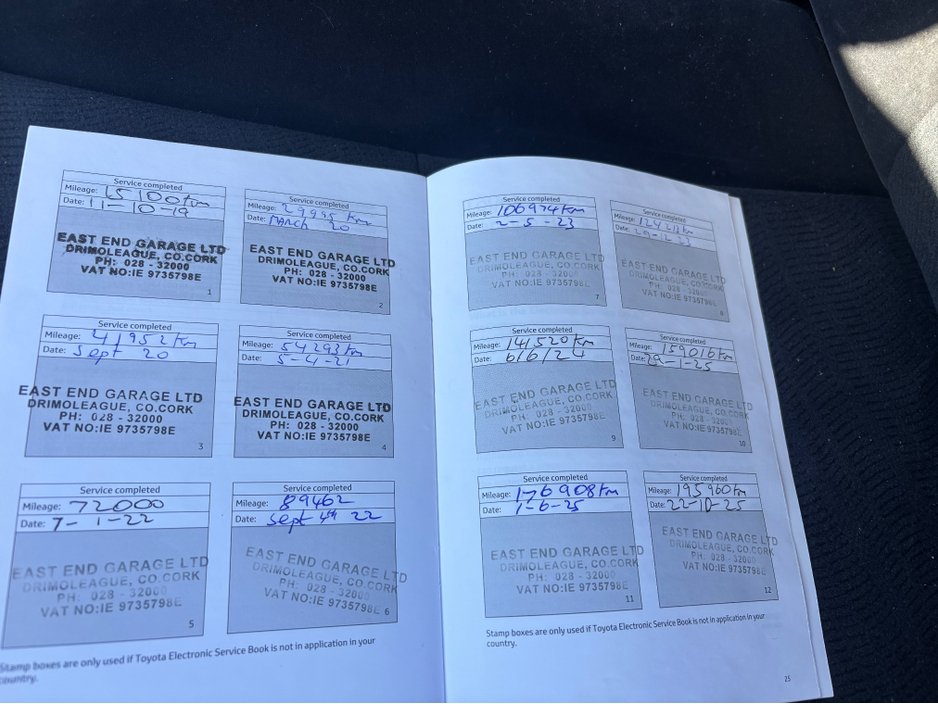 Service completed
Mileage: 15100km
Date: 11-10-19
EAST END GARAGE LTD
DRIMOLEAGUE, CO.CORK
PH: 028 - 32000
VAT NO:IE 9735798E
1
Service completed
Mileage: 29995 km
Date: MARCH 20
EAST END GARAGE LTD
DRIMOLEAGUE, CO.CORK
PH: 028 - 32000
VAT NO:IE 9735798E
2
Service completed
Mileage: 41952 km
Date: Sept 20
EAST END GARAGE LTD
DRIMOLEAGUE, CO.CORK
PH: 028 - 32000
VAT NO:IE 9735798E
3
Service completed
Mileage: 54293km
Date: 5-4-21
EAST END GARAGE LTD
DRIMOLEAGUE, CO.CORK
PH: 028 - 32000
VAT NO:IE 9735798E
4
Service completed
Mileage: 72000
Date: 7-1-22
EAST END GARAGE LTD
DRIMOLEAGUE, CO.CORK
PH: 028 - 32000
VAT NO:IE 9735798E
5
Service completed
Mileage: 89462
Date: Sept 4th 22
EAST END GARAGE LTD
DRIMOLEAGUE, CO.CORK
PH: 028 - 32000
VAT NO:IE 9735798E
6
Stamp boxes are only used if Toyota Electronic Service Book is not in application in your
country.
Service completed
Mileage: 106974km
Date: 2-5-23
EAST END GARAGE LTD
DRIMOLEAGUE, CO.CORK
PH: 028 - 32000
VAT NO:IE 9735798E
7
Service completed
Mileage:
Date:
EAST END GARAGE LTD
DRIMOLEAGUE, CO.CORK
PH: 028 - 32000
VAT NO:IE 9735798E
8
Service completed
Mileage: 141520km
Date: 6/6/24
EAST END GARAGE LTD
DRIMOLEAGUE, CO.CORK
PH: 028 - 32000
VAT NO:IE 9735798E
9
Service completed
Mileage: 159016km
Date: 29-1-25
EAST END GARAGE LTD
DRIMOLEAGUE, CO.CORK
PH: 028 - 32000
VAT NO:IE 9735798E
10
Service completed
Mileage: 176908km
Date: 1-6-25
EAST END GARAGE LTD
DRIMOLEAGUE, CO.CORK
PH: 028 - 32000
VAT NO:IE 9735798E
11
Service completed
Mileage: 195960km
Date: 22-10-25
EAST END GARAGE LTD
DRIMOLEAGUE, CO.CORK
PH: 028 - 32000
VAT NO:IE 9735798E
12
Stamp boxes are only used if Toyota Electronic Service Book is not in application in your
country.
25